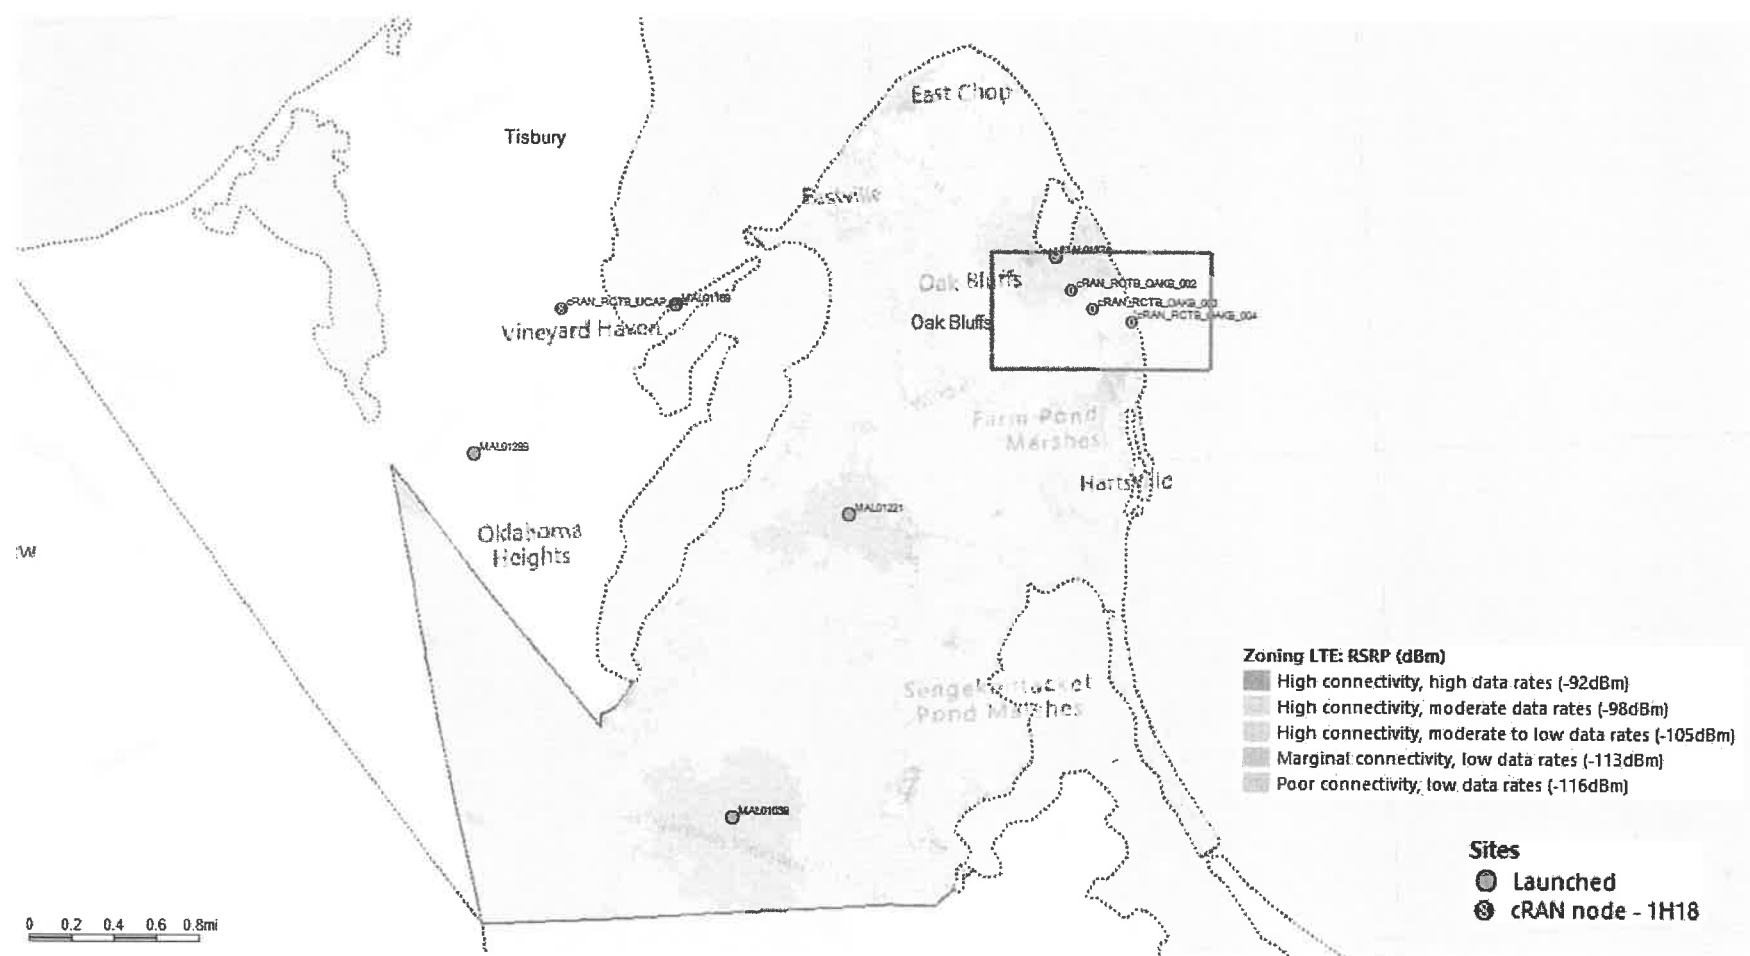 East Chop
Tisbury
Eastville
Oak Bluffs
cRAN_RCTB_OAKB_002
MAL01169
cRAN_RCTB_OAKB_003
cRAN_RCTB_OAKB_004
Vineyard Haven
Oak Bluffs
Farm Pond
Marshes
MAL01299
Hartsville
MAL01221
Oklahoma
Heights
Zoning LTE: RSRP (dBm)
High connectivity, high data rates (-92dBm)
High connectivity, moderate data rates (-98dBm)
High connectivity, moderate to low data rates (-105dBm)
Marginal connectivity, low data rates (-113dBm)
Poor connectivity, low data rates (-116dBm)
Pond Marshes
MAL01039
Sites
Launched
cRAN node - 1H18
0 0.2 0.4 0.6 0.8mi